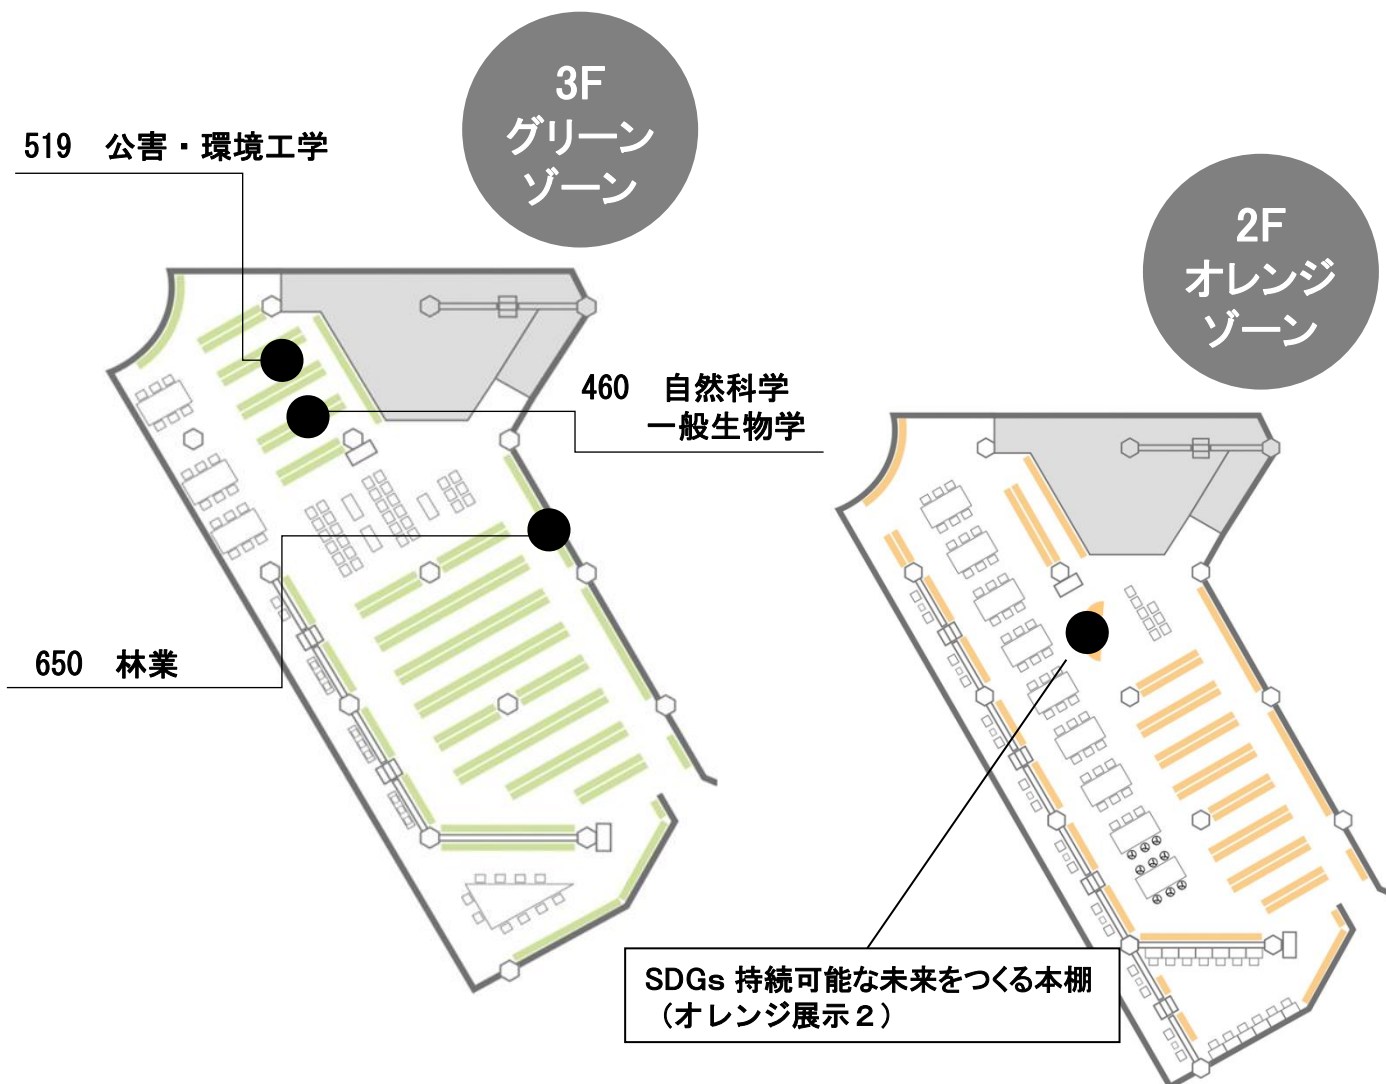 3F
グリーン
ゾーン
519　公害・環境工学
460　自然科学
一般生物学
650　林業
2F
オレンジ
ゾーン
SDGs 持続可能な未来をつくる本棚
（オレンジ展示２）